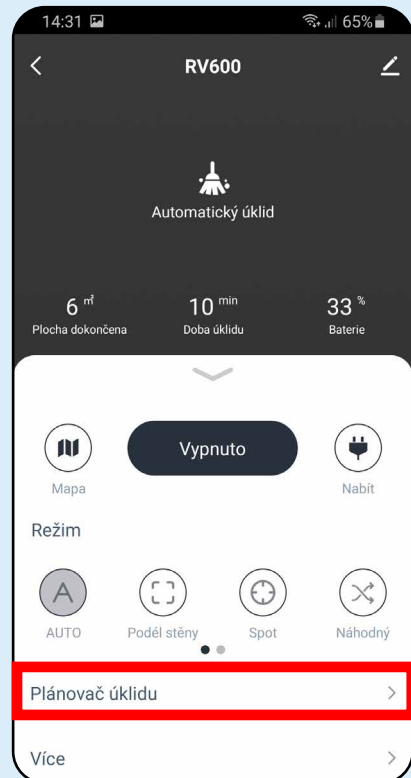 14:31 65%
RV600
Automatický úklid
6 ㎡ 10 min 33 %
Plocha dokončena Doba úklidu Baterie
Vypnuto
Mapa Nabít
Režim
AUTO Podél stěny Spot Náhodný
Plánovač úklidu
Více